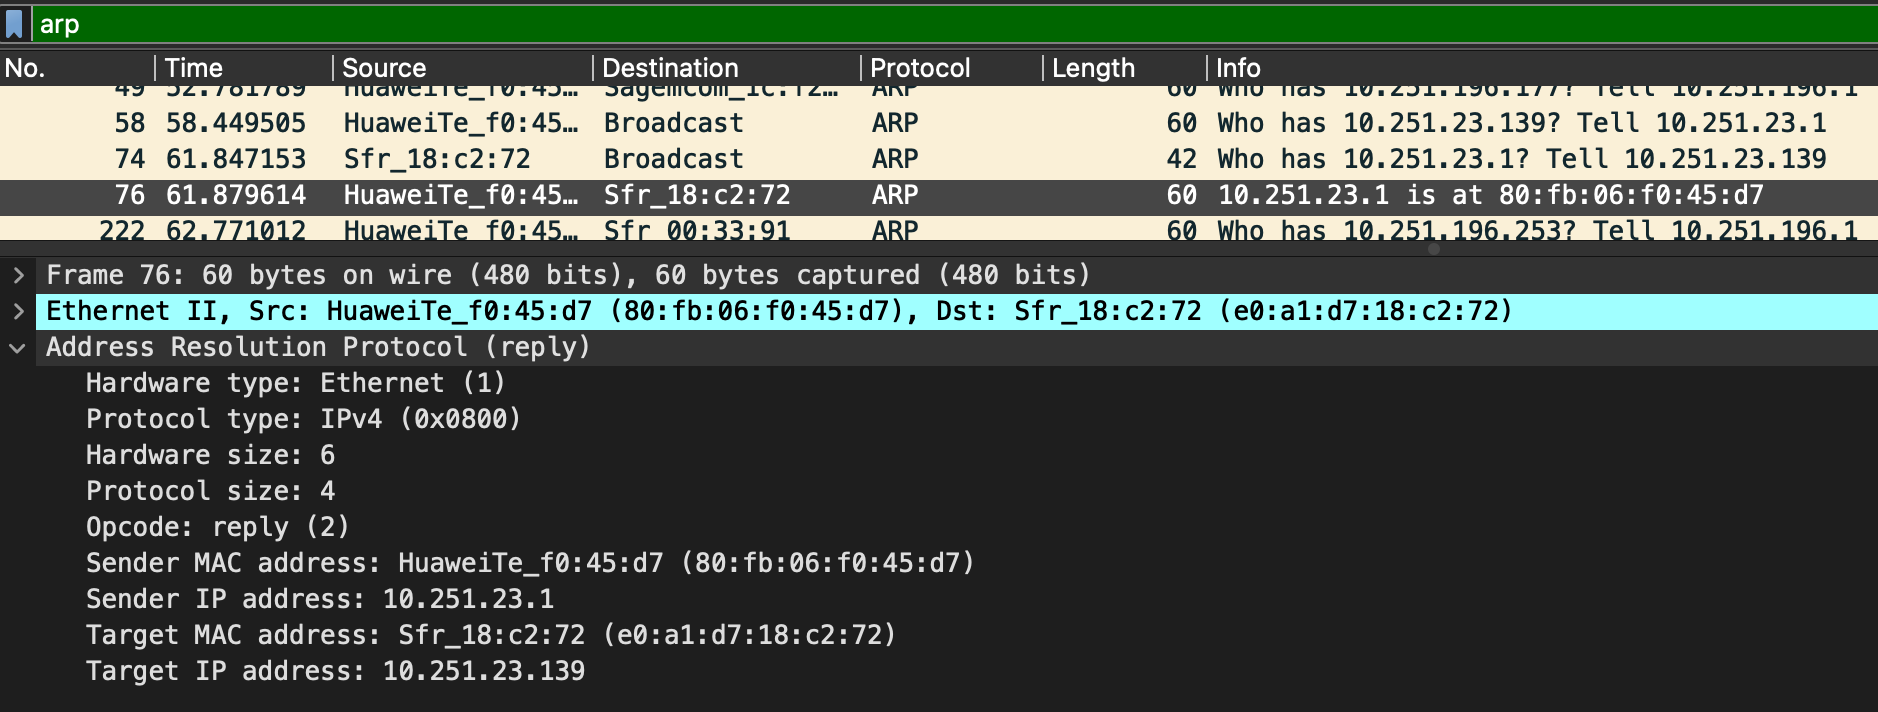 arp
No. Time Source Destination Protocol Length Info
49 52.781789 HuaweiTe_f0:45… Sagemcom_1c:f2… ARP 60 Who has 10.251.196.177? Tell 10.251.196.1
58 58.449505 HuaweiTe_f0:45… Broadcast ARP 60 Who has 10.251.23.139? Tell 10.251.23.1
74 61.847153 Sfr_18:c2:72 Broadcast ARP 42 Who has 10.251.23.1? Tell 10.251.23.139
76 61.879614 HuaweiTe_f0:45… Sfr_18:c2:72 ARP 60 10.251.23.1 is at 80:fb:06:f0:45:d7
222 62.771012 HuaweiTe_f0:45… Sfr_00:33:91 ARP 60 Who has 10.251.196.253? Tell 10.251.196.1
Frame 76: 60 bytes on wire (480 bits), 60 bytes captured (480 bits)
Ethernet II, Src: HuaweiTe_f0:45:d7 (80:fb:06:f0:45:d7), Dst: Sfr_18:c2:72 (e0:a1:d7:18:c2:72)
Address Resolution Protocol (reply)
Hardware type: Ethernet (1)
Protocol type: IPv4 (0x0800)
Hardware size: 6
Protocol size: 4
Opcode: reply (2)
Sender MAC address: HuaweiTe_f0:45:d7 (80:fb:06:f0:45:d7)
Sender IP address: 10.251.23.1
Target MAC address: Sfr_18:c2:72 (e0:a1:d7:18:c2:72)
Target IP address: 10.251.23.139